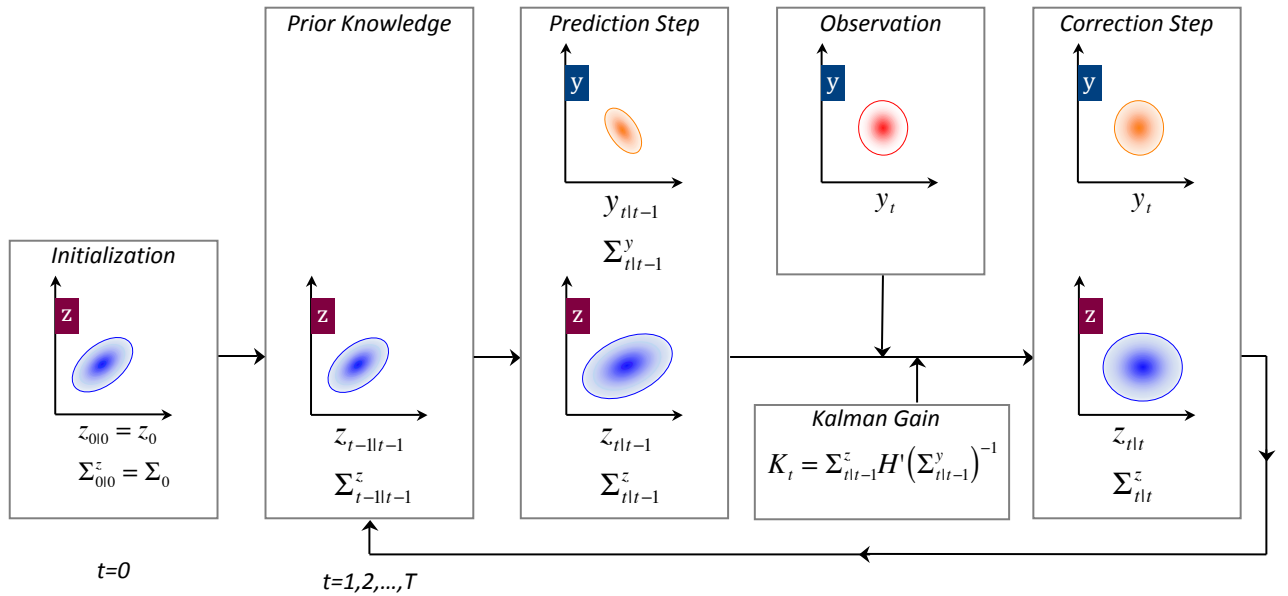 Initialization
z
z_{0|0} = z_0
Σ^z_{0|0} = Σ_0
t=0
Prior Knowledge
z
z_{t−1|t−1}
Σ^z_{t−1|t−1}
t=1,2,...,T
Prediction Step
y
y_{t|t−1}
Σ^y_{t|t−1}
z
z_{t|t−1}
Σ^z_{t|t−1}
Observation
y
y_t
Kalman Gain
K_t = Σ^z_{t|t−1} H'(Σ^y_{t|t−1})^{−1}
Correction Step
y
y_t
z
z_{t|t}
Σ^z_{t|t}